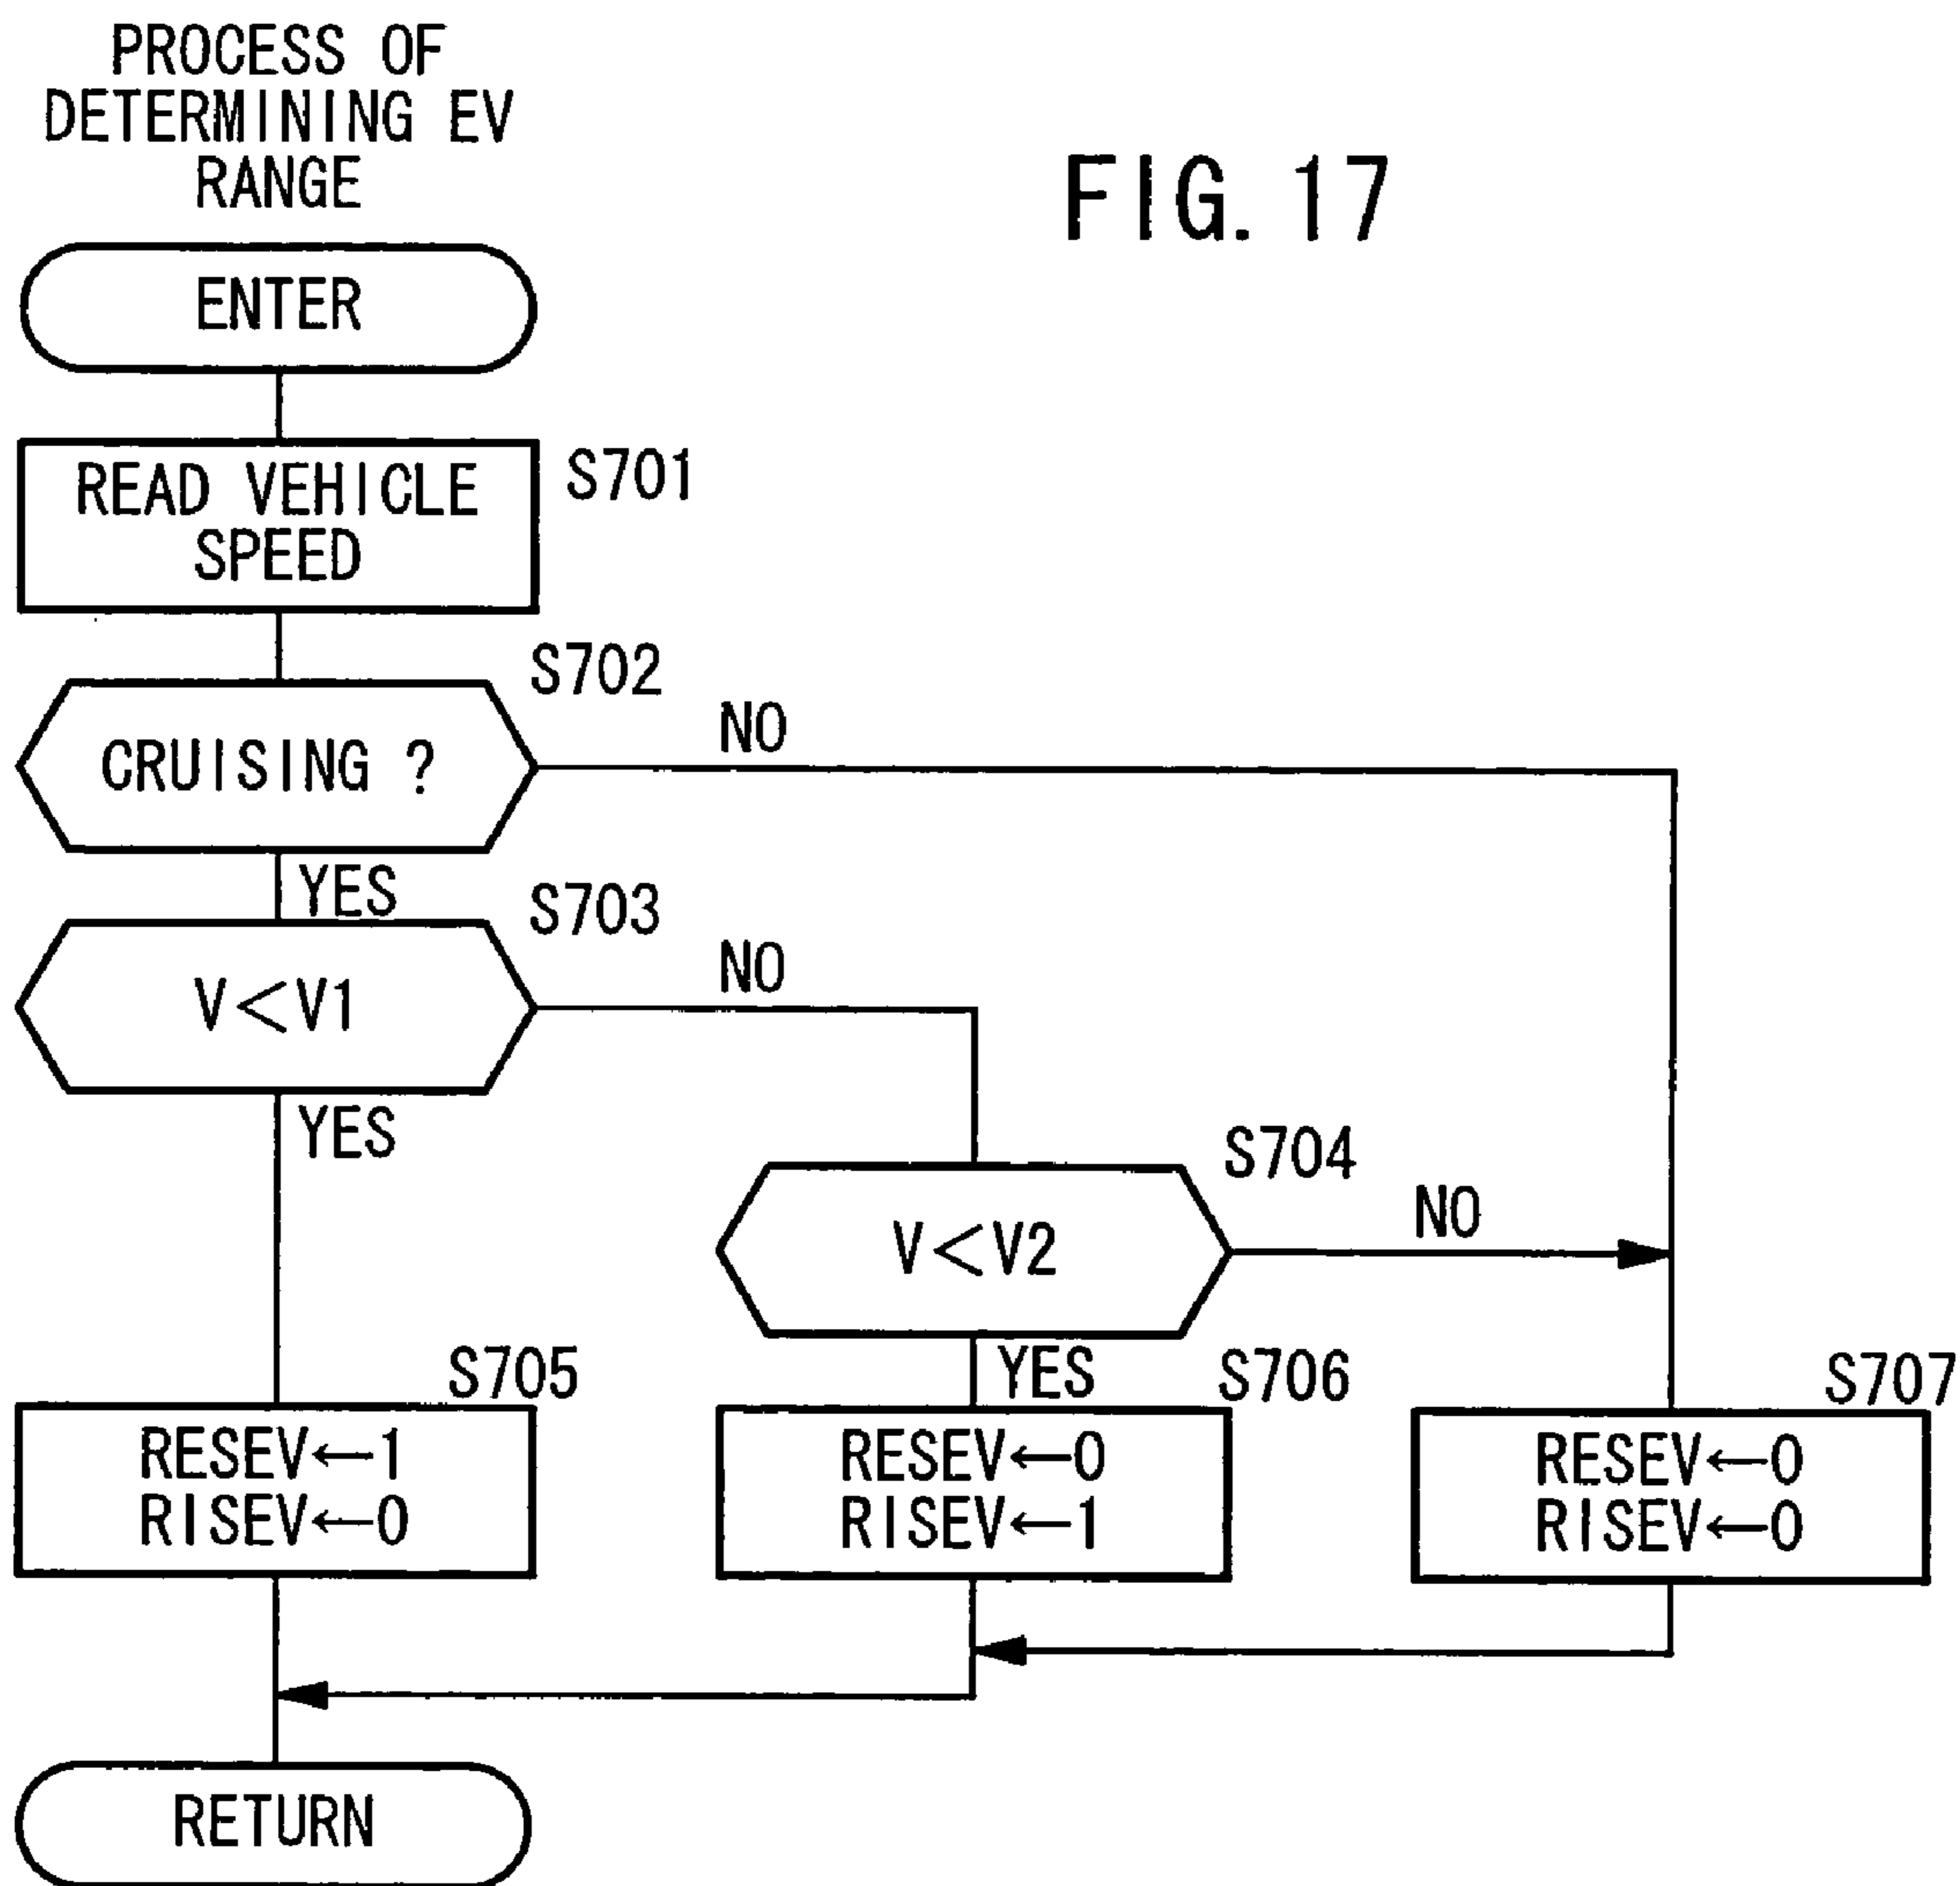 PROCESS OF
DETERMINING EV
RANGE
FIG. 17
ENTER
READ VEHICLE
SPEED
S701
S702
CRUISING ?
NO
YES
S703
V<V1
NO
YES
S704
V<V2
NO
YES
S705
RESEV←1
RISEV←0
S706
RESEV←0
RISEV←1
S707
RESEV←0
RISEV←0
RETURN